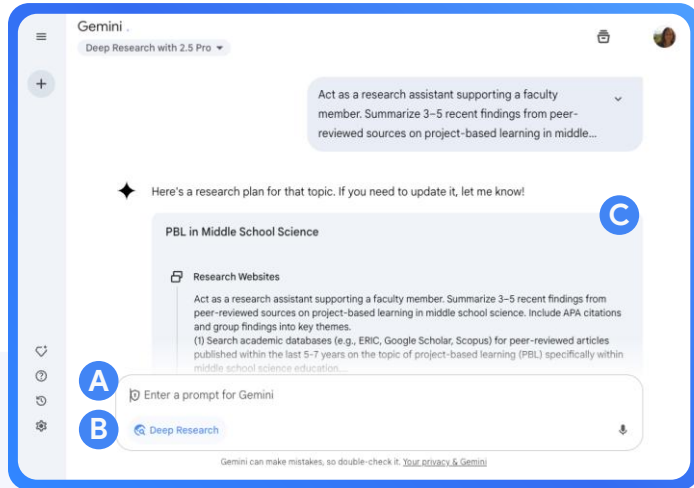 Gemini .
Deep Research with 2.5 Pro
Act as a research assistant supporting a faculty
member. Summarize 3–5 recent findings from peer-
reviewed sources on project-based learning in middle...
Here's a research plan for that topic. If you need to update it, let me know!
C
PBL in Middle School Science
Research Websites
Act as a research assistant supporting a faculty member. Summarize 3–5 recent findings from
peer-reviewed sources on project-based learning in middle school science. Include APA citations
and group findings into key themes.
(1) Search academic databases (e.g., ERIC, Google Scholar, Scopus) for peer-reviewed articles
published within the last 5-7 years on the topic of project-based learning (PBL) specifically within
middle school science education....
A
Enter a prompt for Gemini
B
Deep Research
Gemini can make mistakes, so double-check it. Your privacy & Gemini